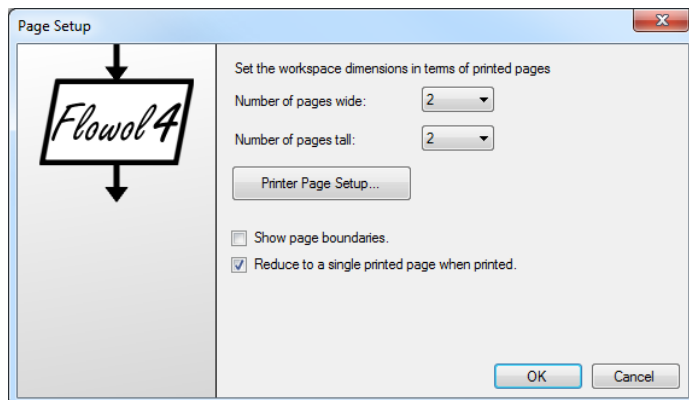 Page Setup
Flowol 4
Set the workspace dimensions in terms of printed pages
Number of pages wide: 2
Number of pages tall: 2
Printer Page Setup...
Show page boundaries.
Reduce to a single printed page when printed.
OK Cancel